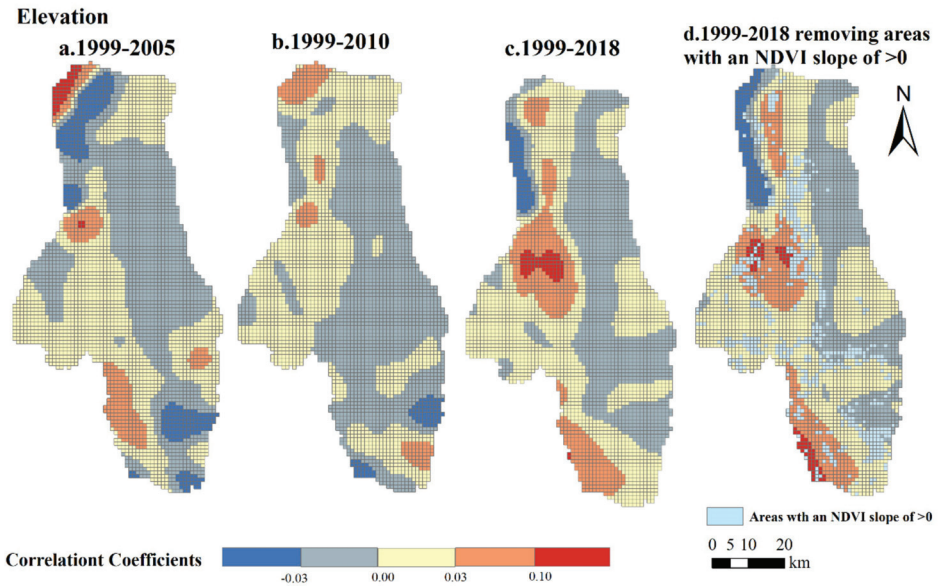 Elevation
a.1999-2005
b.1999-2010
c.1999-2018
d.1999-2018 removing areas
with an NDVI slope of >0
N
Areas wth an NDVI slope of >0
0 5 10 20
km
Correlationt Coefficients
-0.03 0.00 0.03 0.10